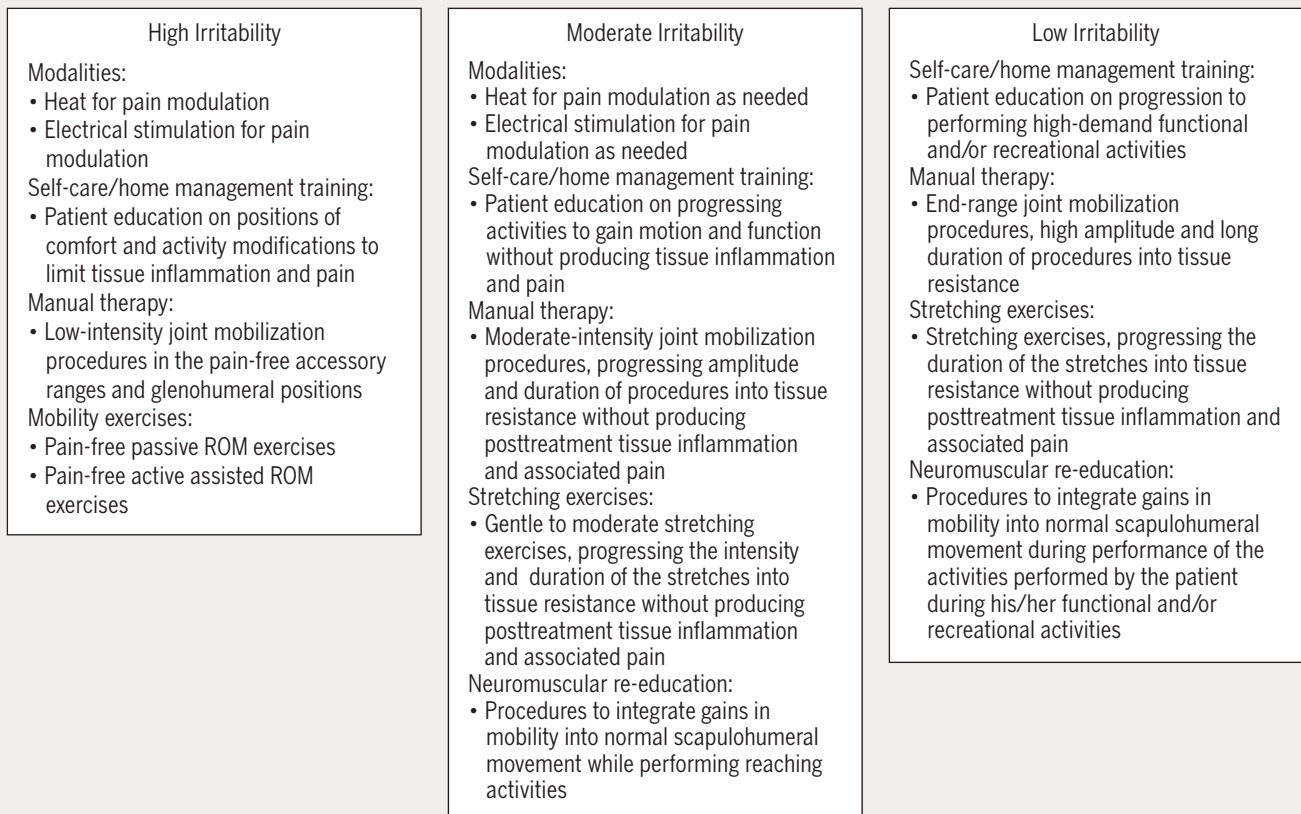 High Irritability
Modalities:
• Heat for pain modulation
• Electrical stimulation for pain
modulation
Self-care/home management training:
• Patient education on positions of
comfort and activity modifications to
limit tissue inflammation and pain
Manual therapy:
• Low-intensity joint mobilization
procedures in the pain-free accessory
ranges and glenohumeral positions
Mobility exercises:
• Pain-free passive ROM exercises
• Pain-free active assisted ROM
exercises
Moderate Irritability
Modalities:
• Heat for pain modulation as needed
• Electrical stimulation for pain
modulation as needed
Self-care/home management training:
• Patient education on progressing
activities to gain motion and function
without producing tissue inflammation
and pain
Manual therapy:
• Moderate-intensity joint mobilization
procedures, progressing amplitude
and duration of procedures into tissue
resistance without producing
posttreatment tissue inflammation
and associated pain
Stretching exercises:
• Gentle to moderate stretching
exercises, progressing the intensity
and duration of the stretches into
tissue resistance without producing
posttreatment tissue inflammation
and associated pain
Neuromuscular re-education:
• Procedures to integrate gains in
mobility into normal scapulohumeral
movement while performing reaching
activities
Low Irritability
Self-care/home management training:
• Patient education on progression to
performing high-demand functional
and/or recreational activities
Manual therapy:
• End-range joint mobilization
procedures, high amplitude and long
duration of procedures into tissue
resistance
Stretching exercises:
• Stretching exercises, progressing the
duration of the stretches into tissue
resistance without producing
posttreatment tissue inflammation and
associated pain
Neuromuscular re-education:
• Procedures to integrate gains in
mobility into normal scapulohumeral
movement during performance of the
activities performed by the patient
during his/her functional and/or
recreational activities